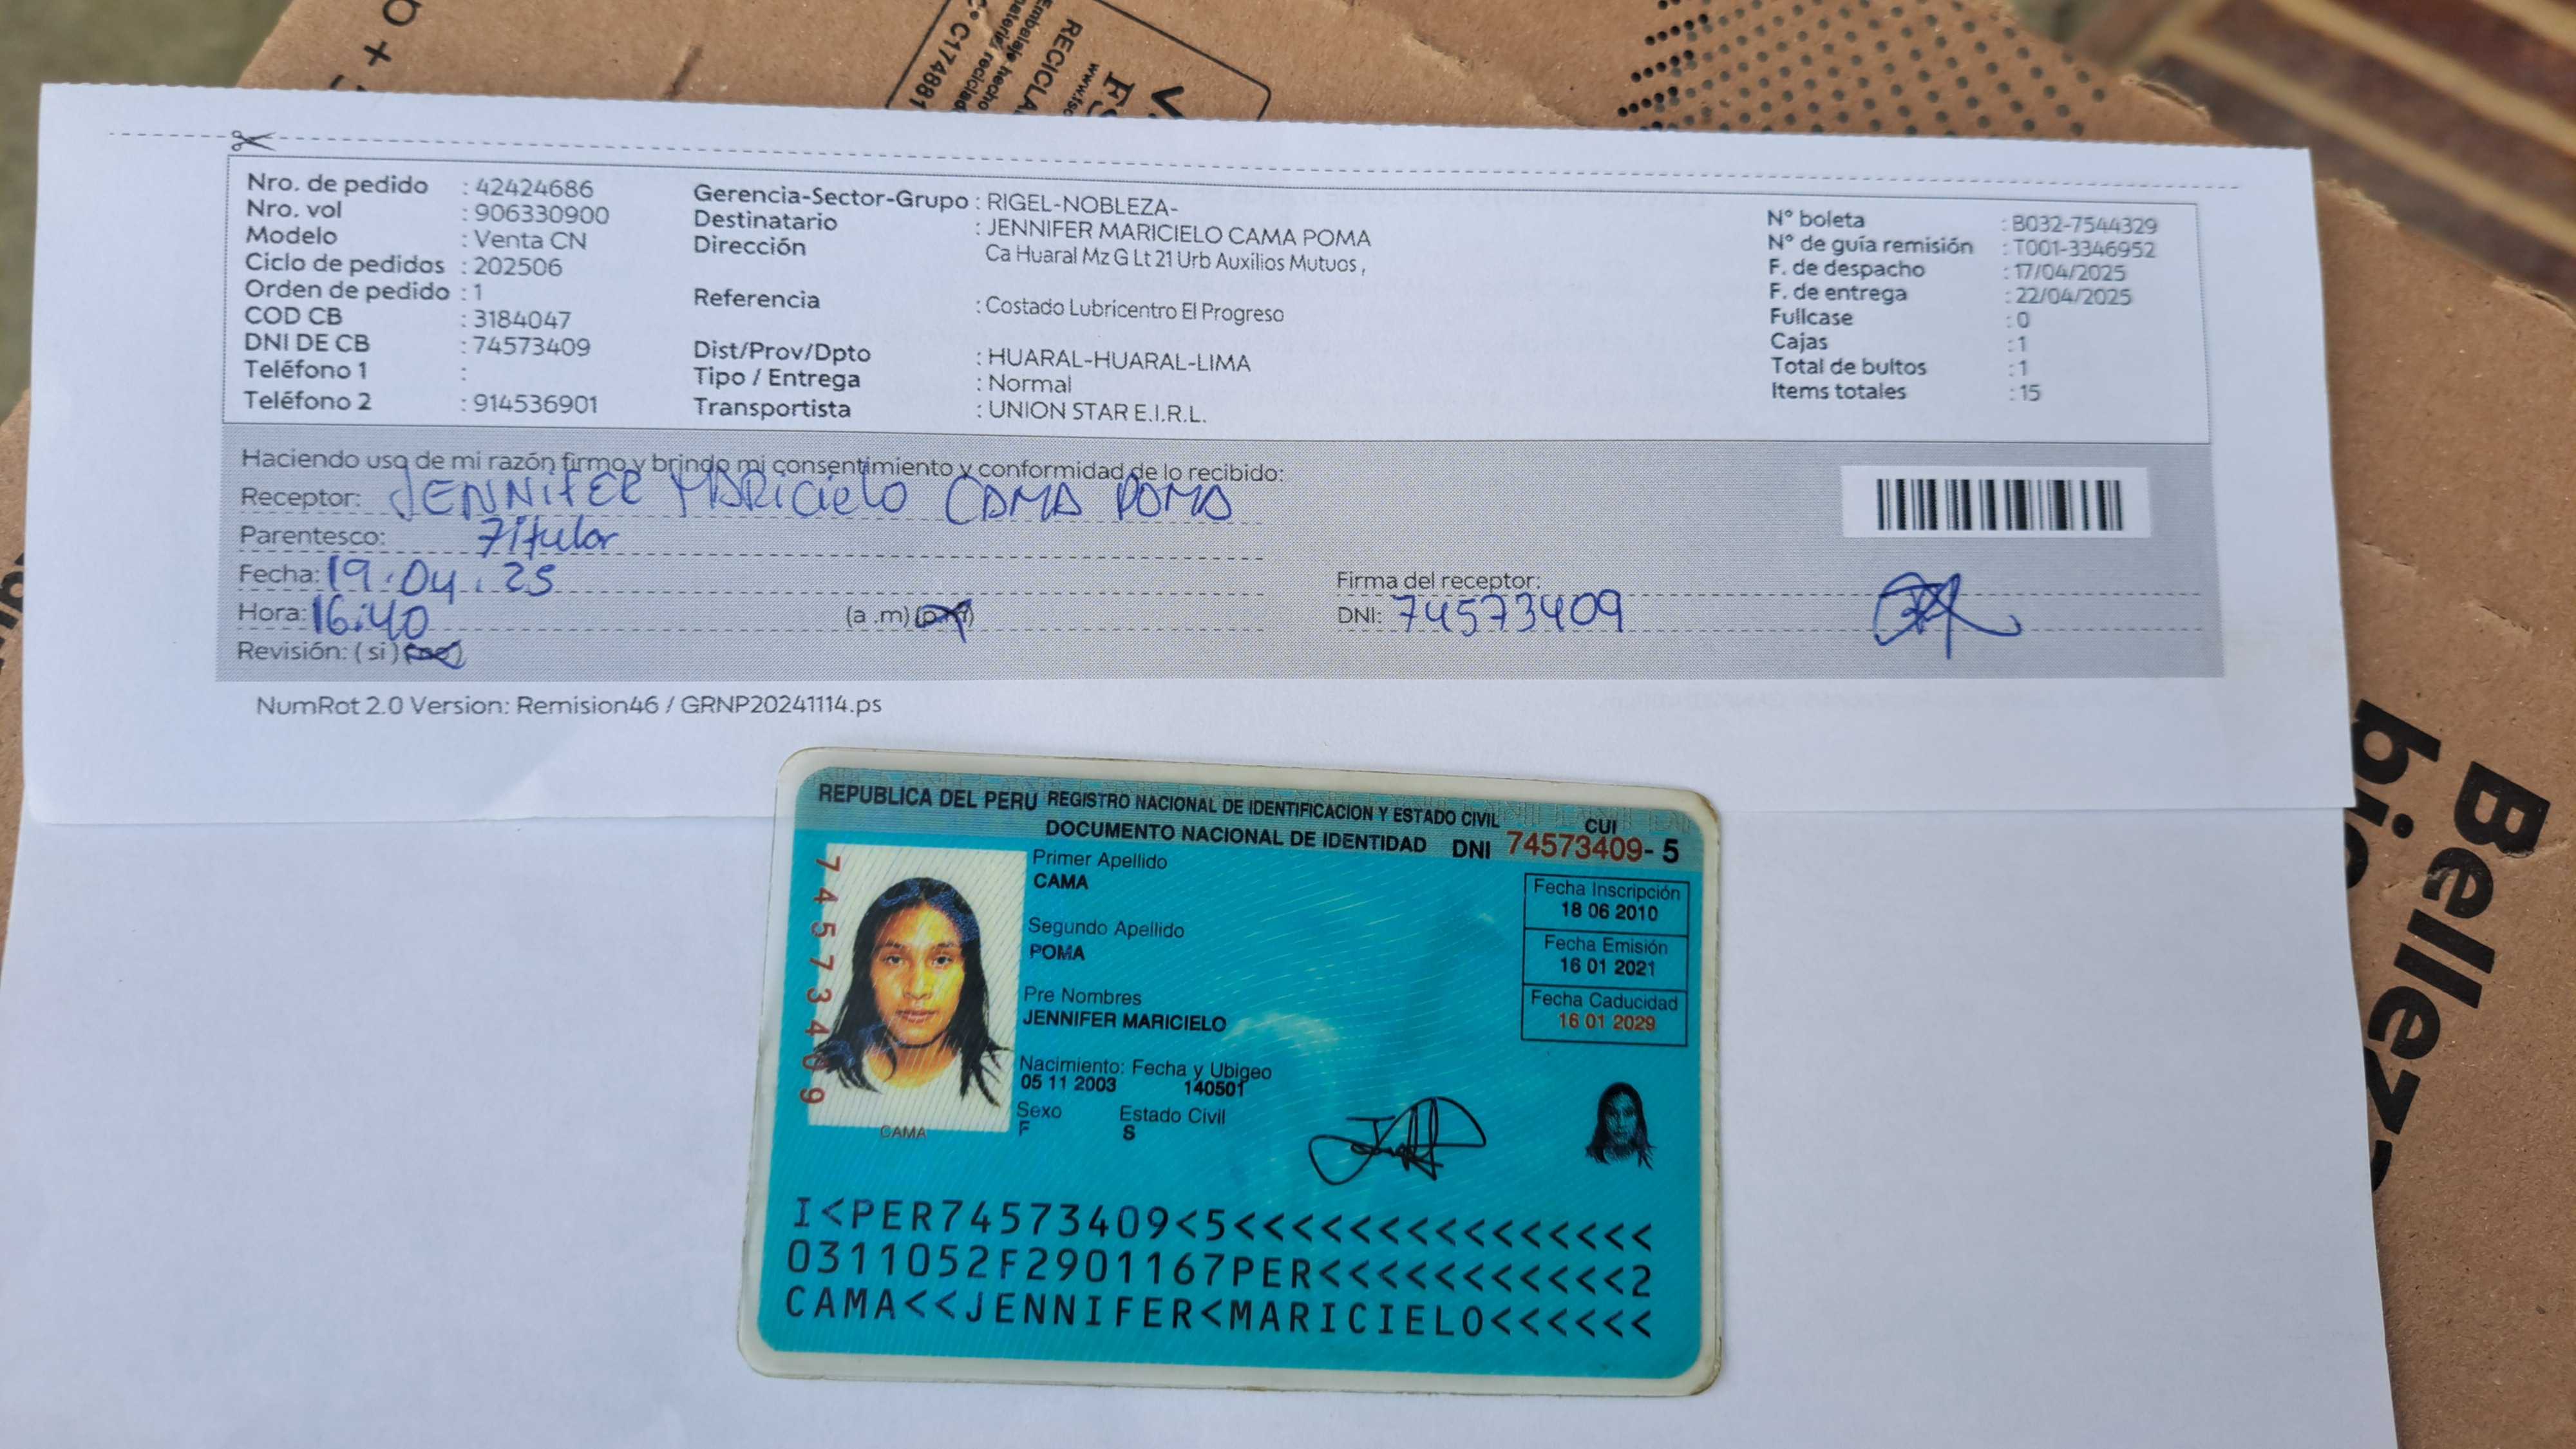 Embelaje hecho
RECICLA
C174881
Nro. de pedido : 42424686
Nro. vol : 906330900
Modelo : Venta CN
Ciclo de pedidos : 202506
Orden de pedido : 1
COD CB : 3184047
DNI DE CB : 74573409
Teléfono 1 :
Teléfono 2 : 914536901
Gerencia-Sector-Grupo : RIGEL-NOBLEZA-
Destinatario : JENNIFER MARICIELO CAMA POMA
Dirección Ca Huaral Mz G Lt 21 Urb Auxilios Mutuos ,
Referencia : Costado Lubricentro El Progreso
Dist/Prov/Dpto : HUARAL-HUARAL-LIMA
Tipo / Entrega : Normal
Transportista : UNION STAR E.I.R.L.
N° boleta : B032-7544329
N° de guía remisión : T001-3346952
F. de despacho : 17/04/2025
F. de entrega : 22/04/2025
Fullcase : 0
Cajas : 1
Total de bultos : 1
Items totales : 15
Haciendo uso de mi razón firmo y brindo mi consentimiento y conformidad de lo recibido:
Receptor: JENNIFER MARICIELO CAMA POMA
Parentesco: Titular
Fecha: 19.04.25
Hora: 16:40 (a .m) (p.m)
Revisión: ( si ) (no)
Firma del receptor:
DNI: 74573409
NumRot 2.0 Version: Remision46 / GRNP20241114.ps
REPUBLICA DEL PERU REGISTRO NACIONAL DE IDENTIFICACION Y ESTADO CIVIL
DOCUMENTO NACIONAL DE IDENTIDAD
CUI
DNI 74573409- 5
74573409
Primer Apellido
CAMA
Segundo Apellido
POMA
Pre Nombres
JENNIFER MARICIELO
Nacimiento: Fecha y Ubigeo
05 11 2003 140501
Sexo Estado Civil
F S
CAMA
Fecha Inscripción
18 06 2010
Fecha Emisión
16 01 2021
Fecha Caducidad
16 01 2029
I<PER74573409<5<<<<<<<<<<<<<<<
0311052F2901167PER<<<<<<<<<<<2
CAMA<<JENNIFER<MARICIELO<<<<<<
Belleza